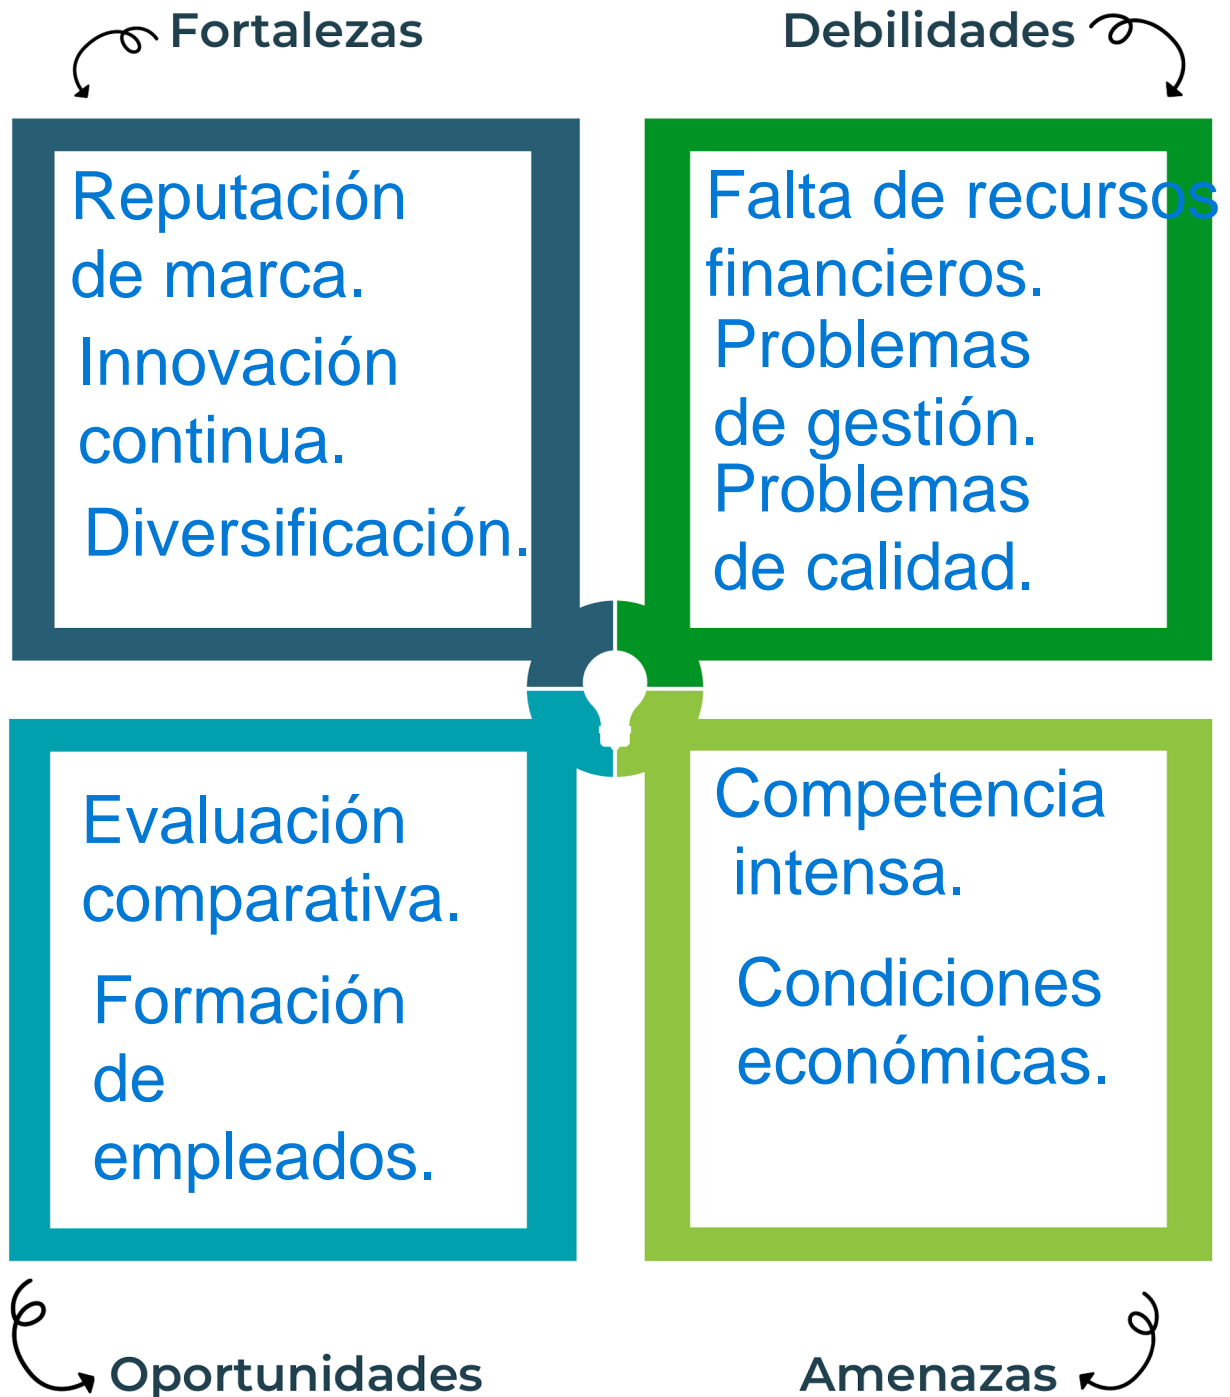 Fortalezas
Debilidades
Reputación
de marca.
Innovación
continua.
Diversificación.
Falta de recursos
financieros.
Problemas
de gestión.
Problemas
de calidad.
Evaluación
comparativa.
Formación
de
empleados.
Competencia
intensa.
Condiciones
económicas.
Oportunidades
Amenazas